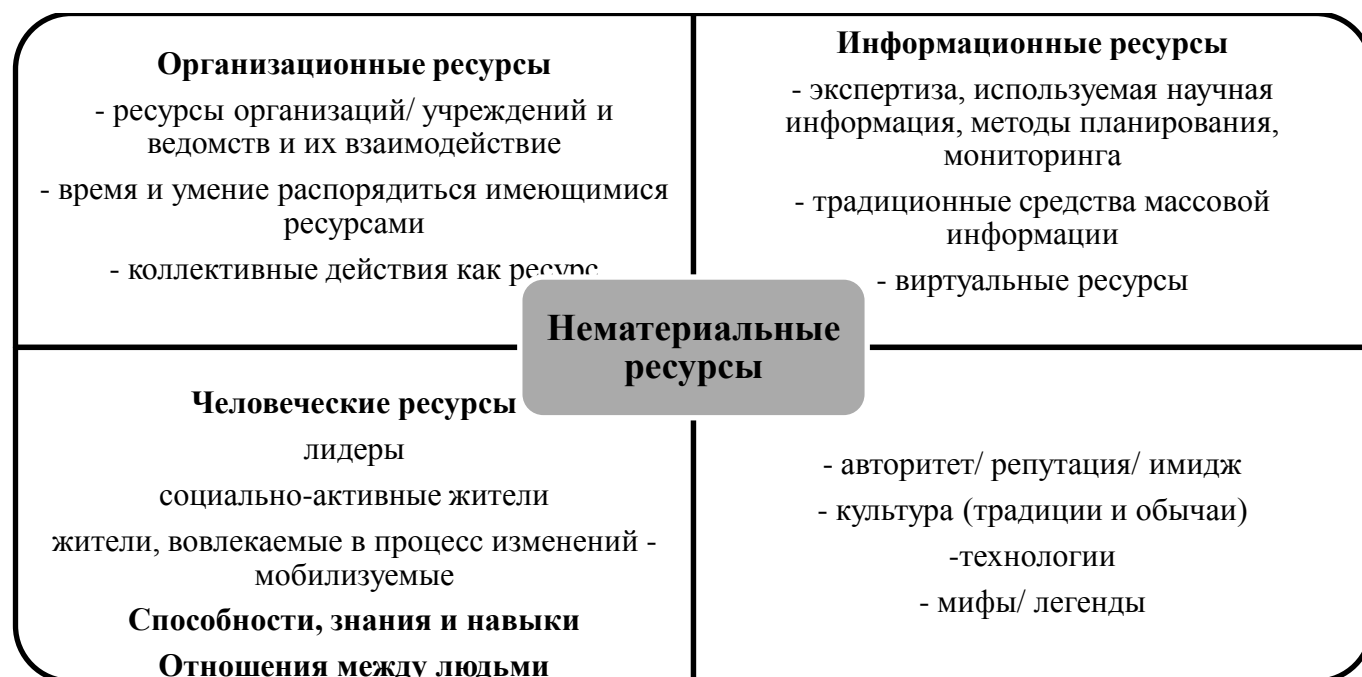 Организационные ресурсы
- ресурсы организаций/ учреждений и
ведомств и их взаимодействие
- время и умение распорядиться имеющимися
ресурсами
- коллективные действия как ресурс
Информационные ресурсы
- экспертиза, используемая научная
информация, методы планирования,
мониторинга
- традиционные средства массовой
информации
- виртуальные ресурсы
Нематериальные
ресурсы
Человеческие ресурсы
лидеры
социально-активные жители
жители, вовлекаемые в процесс изменений -
мобилизуемые
Способности, знания и навыки
Отношения между людьми
- авторитет/ репутация/ имидж
- культура (традиции и обычаи)
-технологии
- мифы/ легенды